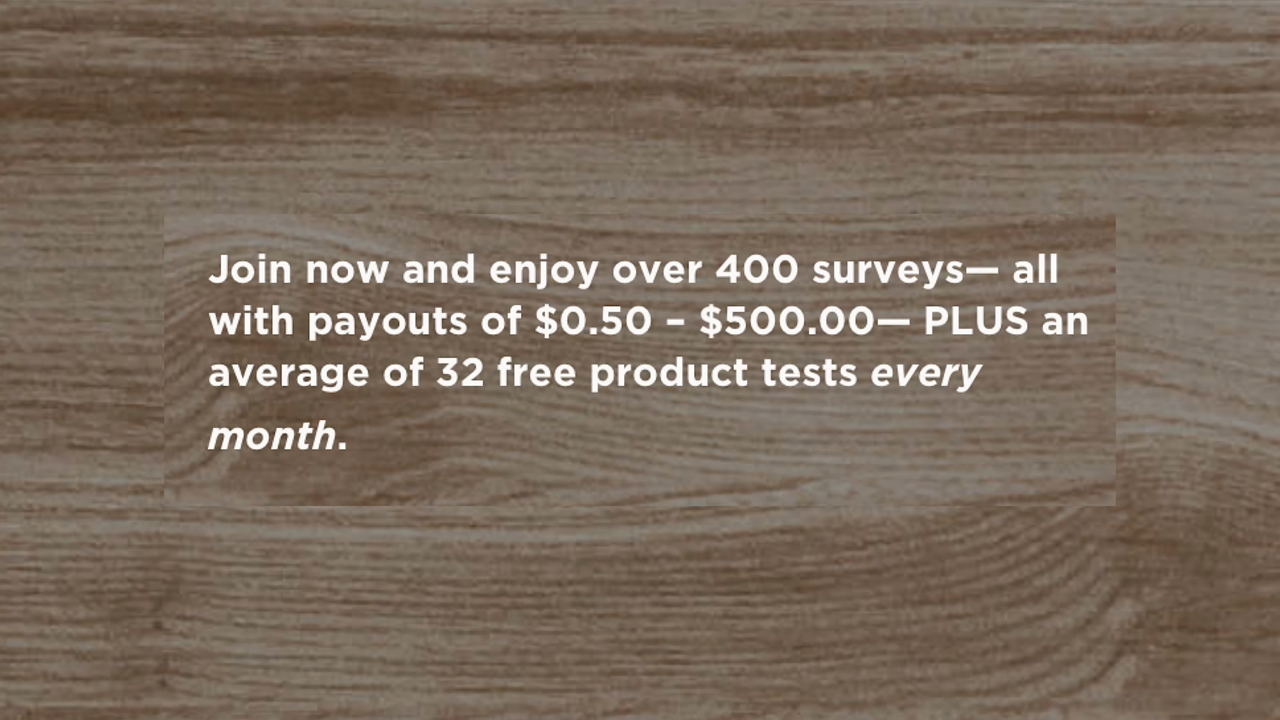 Join now and enjoy over 400 surveys— all
with payouts of $0.50 – $500.00— PLUS an
average of 32 free product tests every
month.